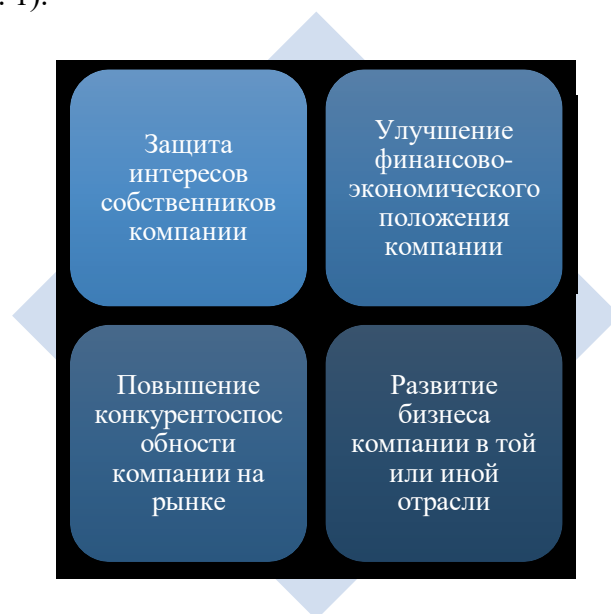 . 1).
Защита
интересов
собственников
компании
Улучшение
финансово-
экономического
положения
компании
Повышение
конкурентоспос
обности
компании на
рынке
Развитие
бизнеса
компании в той
или иной
отрасли